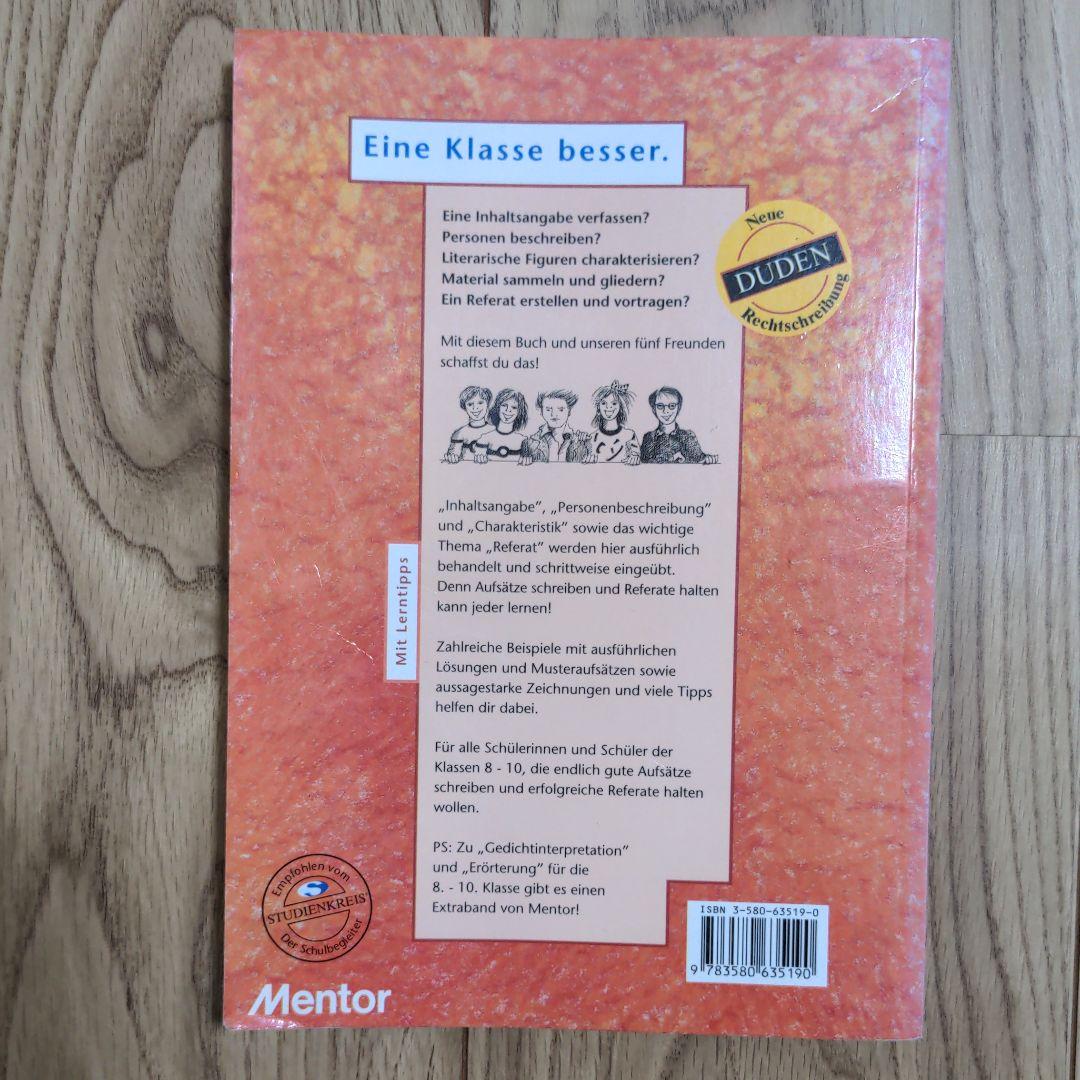 Eine Klasse besser.
Eine Inhaltsangabe verfassen?
Personen beschreiben?
Literarische Figuren charakterisieren?
Material sammeln und gliedern?
Ein Referat erstellen und vortragen?
Neue
DUDEN
Rechtschreibung
Mit diesem Buch und unseren fünf Freunden
schaffst du das!
„Inhaltsangabe”, „Personenbeschreibung”
und „Charakteristik” sowie das wichtige
Thema „Referat” werden hier ausführlich
behandelt und schrittweise eingeübt.
Denn Aufsätze schreiben und Referate halten
kann jeder lernen!
Mit Lerntipps
Zahlreiche Beispiele mit ausführlichen
Lösungen und Musteraufsätzen sowie
aussagestarke Zeichnungen und viele Tipps
helfen dir dabei.
Für alle Schülerinnen und Schüler der
Klassen 8 - 10, die endlich gute Aufsätze
schreiben und erfolgreiche Referate halten
wollen.
PS: Zu „Gedichtinterpretation”
und „Erörterung” für die
8. - 10. Klasse gibt es einen
Extraband von Mentor!
Empfohlen vom
S
STUDIENKREIS
Der Schulbegleiter
ISBN 3-580-63519-0
9 783580 635190
Mentor